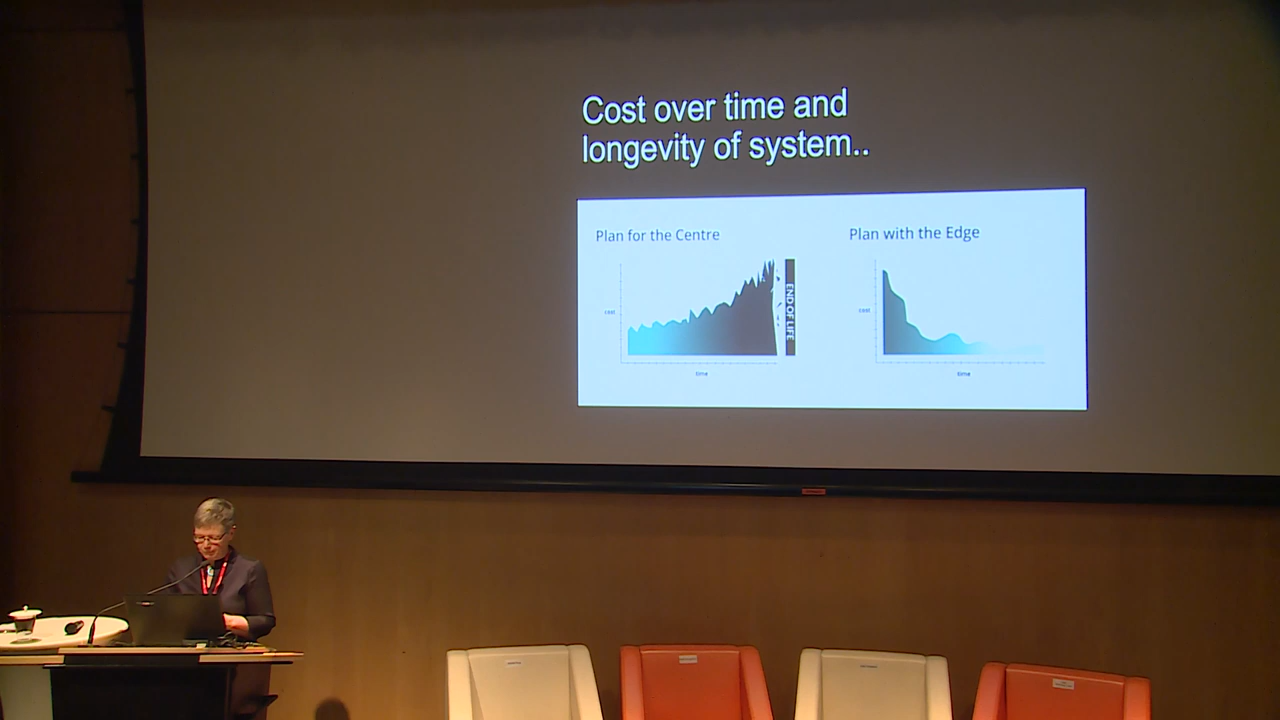 Cost over time and
longevity of system..
Plan for the Centre
Plan with the Edge
cost
END OF LIFE
time
cost
time